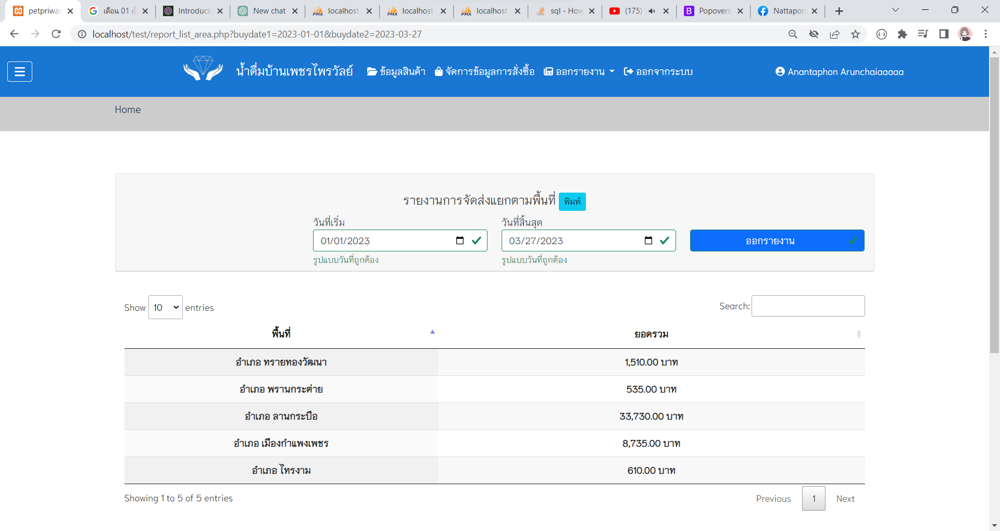 petpriwan
เดือน 01 เป
Introducin
New chat
localhost
localhost
localhost
sql - How
(175)
Popovers
Nattaporn
localhost/test/report_list_area.php?buydate1=2023-01-01&buydate2=2023-03-27
น้ำดื่มบ้านเพชรไพรวัลย์ ข้อมูลสินค้า จัดการข้อมูลการสั่งซื้อ ออกรายงาน ออกจากระบบ Anantaphon Arunchaiaaaaa
Home
รายงานการจัดส่งแยกตามพื้นที่ พิมพ์
วันที่เริ่ม วันที่สิ้นสุด
01/01/2023 03/27/2023 ออกรายงาน
รูปแบบวันที่ถูกต้อง รูปแบบวันที่ถูกต้อง
Show 10 entries Search:
พื้นที่ ยอดรวม
อำเภอ ทรายทองวัฒนา 1,510.00 บาท
อำเภอ พรานกระต่าย 535.00 บาท
อำเภอ ลานกระบือ 33,730.00 บาท
อำเภอ เมืองกำแพงเพชร 8,735.00 บาท
อำเภอ ไทรงาม 610.00 บาท
Showing 1 to 5 of 5 entries Previous 1 Next